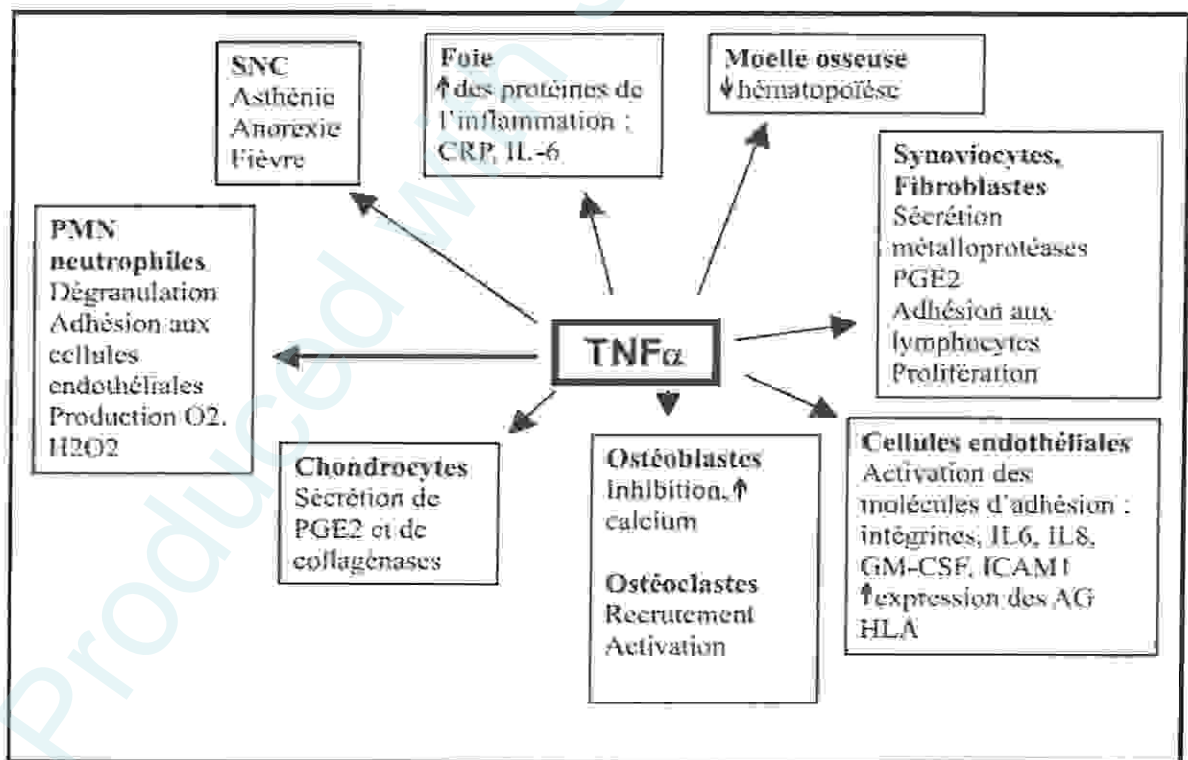 SNC
Asthénie
Anorexie
Fièvre
Foie
↑ des protéines de
l'inflammation :
CRP, IL-6
Moelle osseuse
↓ hématopoïèse
Synoviocytes,
Fibroblastes
Sécrétion
métalloprotéases
PGE2
Adhésion aux
lymphocytes
Prolifération
PMN
neutrophiles
Dégranulation
Adhésion aux
cellules
endothéliales
Production O2,
H2O2
TNFα
Chondrocytes
Sécrétion de
PGE2 et de
collagénases
Ostéoblastes
Inhibition, ↑
calcium
Ostéoclastes
Recrutement
Activation
Cellules endothéliales
Activation des
molécules d'adhésion :
intégrines, IL6, IL8,
GM-CSF, ICAM1
↑ expression des AG
HLA
Produced with